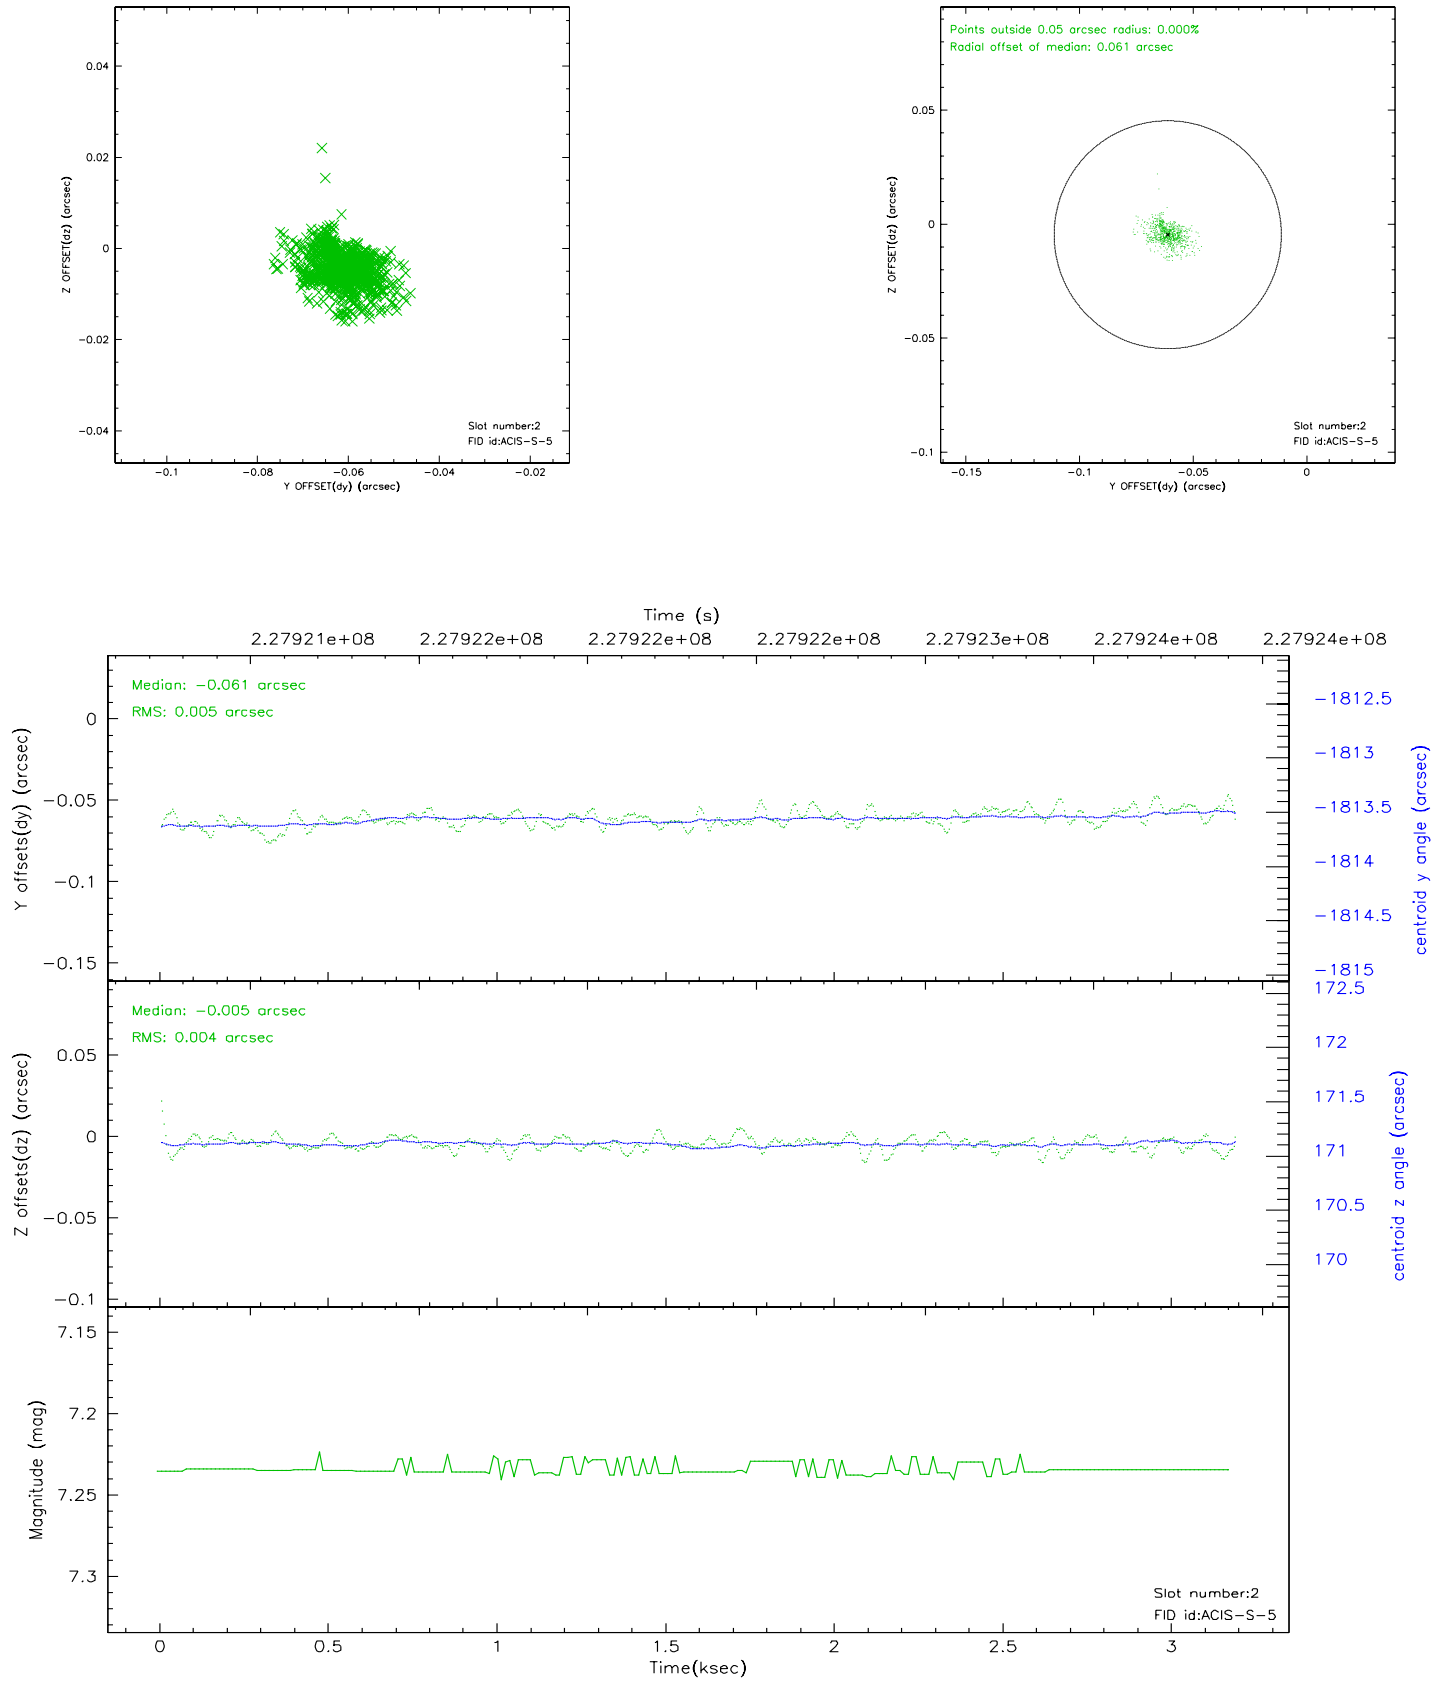 0.04
0.02
0
−0.02
−0.04
Z OFFSET(dz) (arcsec)
Slot number:2
FID id:ACIS−S−5
−0.1
−0.08
−0.06
−0.04
−0.02
Y OFFSET(dy) (arcsec)
Points outside 0.05 arcsec radius: 0.000%
Radial offset of median: 0.061 arcsec
0.05
0
−0.05
−0.1
Z OFFSET(dz) (arcsec)
Slot number:2
FID id:ACIS−S−5
−0.15
−0.1
−0.05
0
Y OFFSET(dy) (arcsec)
Time (s)
2.27921e+08
2.27922e+08
2.27922e+08
2.27922e+08
2.27923e+08
2.27924e+08
2.27924e+08
Median: −0.061 arcsec
RMS: 0.005 arcsec
0
−0.05
−0.1
−0.15
Y offsets(dy) (arcsec)
−1812.5
−1813
−1813.5
−1814
−1814.5
−1815
centroid y angle (arcsec)
Median: −0.005 arcsec
RMS: 0.004 arcsec
0.05
0
−0.05
−0.1
Z offsets(dz) (arcsec)
172.5
172
171.5
171
170.5
170
centroid z angle (arcsec)
7.15
7.2
7.25
7.3
Magnitude (mag)
Slot number:2
FID id:ACIS−S−5
0
0.5
1
1.5
2
2.5
3
Time(ksec)